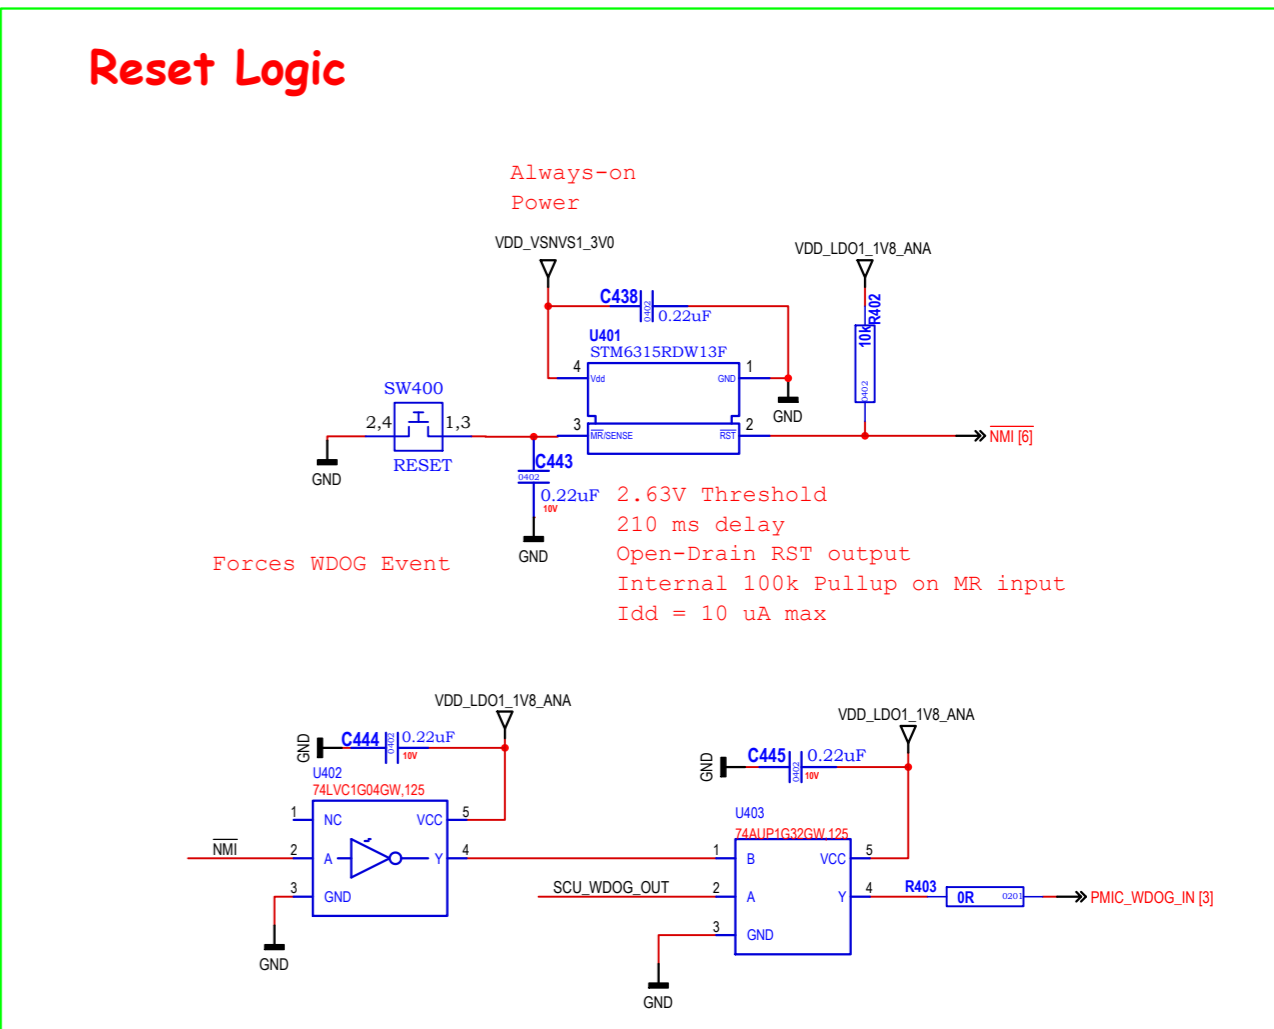 Reset Logic
Always-on
Power
VDD_VSNVS1_3V0
VDD_LDO1_1V8_ANA
C438
0402
0.22uF
R402
10k
0402
U401
STM6315RDW13F
4
Vdd
GND
1
GND
SW400
2,4
1,3
RESET
GND
3
MR/SENSE
RST
2
NMI [6]
C443
0402
0.22uF
10V
GND
2.63V Threshold
210 ms delay
Open-Drain RST output
Internal 100k Pullup on MR input
Idd = 10 uA max
Forces WDOG Event
VDD_LDO1_1V8_ANA
GND
C444
0402
0.22uF
10V
U402
74LVC1G04GW,125
1
NC
VCC
5
NMI
2
A
Y
4
3
GND
GND
VDD_LDO1_1V8_ANA
GND
C445
0402
0.22uF
10V
U403
74AUP1G32GW,125
1
B
VCC
5
SCU_WDOG_OUT
2
A
Y
4
R403
0R
0201
PMIC_WDOG_IN [3]
3
GND
GND